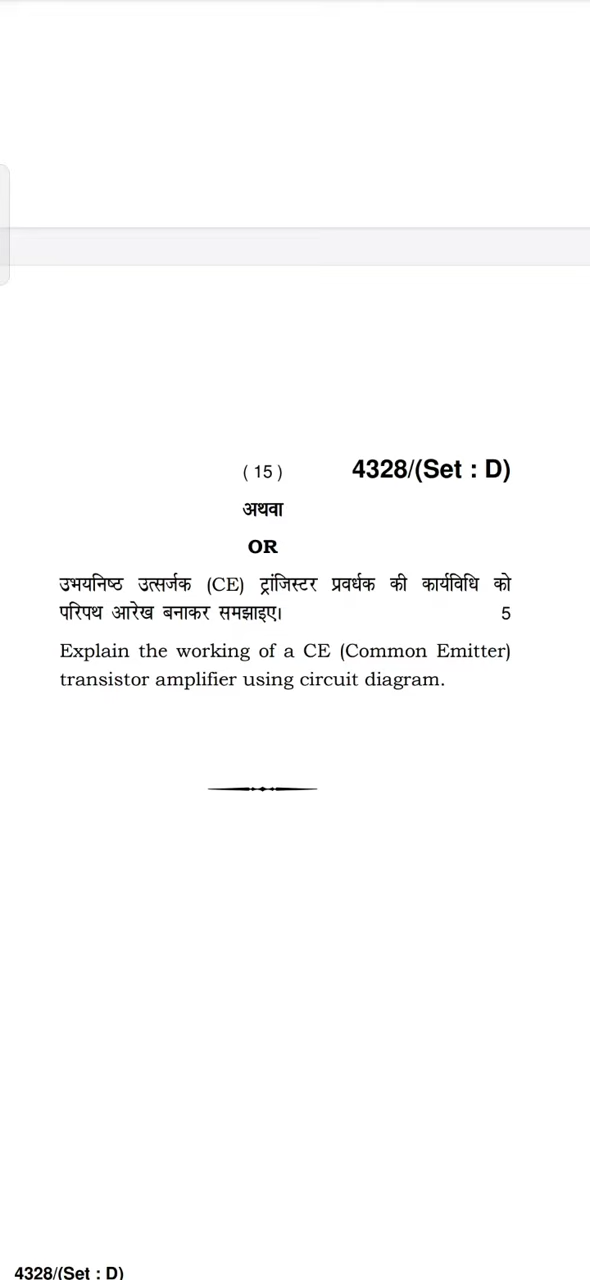 ( 15 ) 4328/(Set : D)
अथवा
OR
उभयनिष्ठ उत्सर्जक (CE) ट्रांजिस्टर प्रवर्धक की कार्यविधि को
परिपथ आरेख बनाकर समझाइए। 5
Explain the working of a CE (Common Emitter)
transistor amplifier using circuit diagram.
4328/(Set : D)